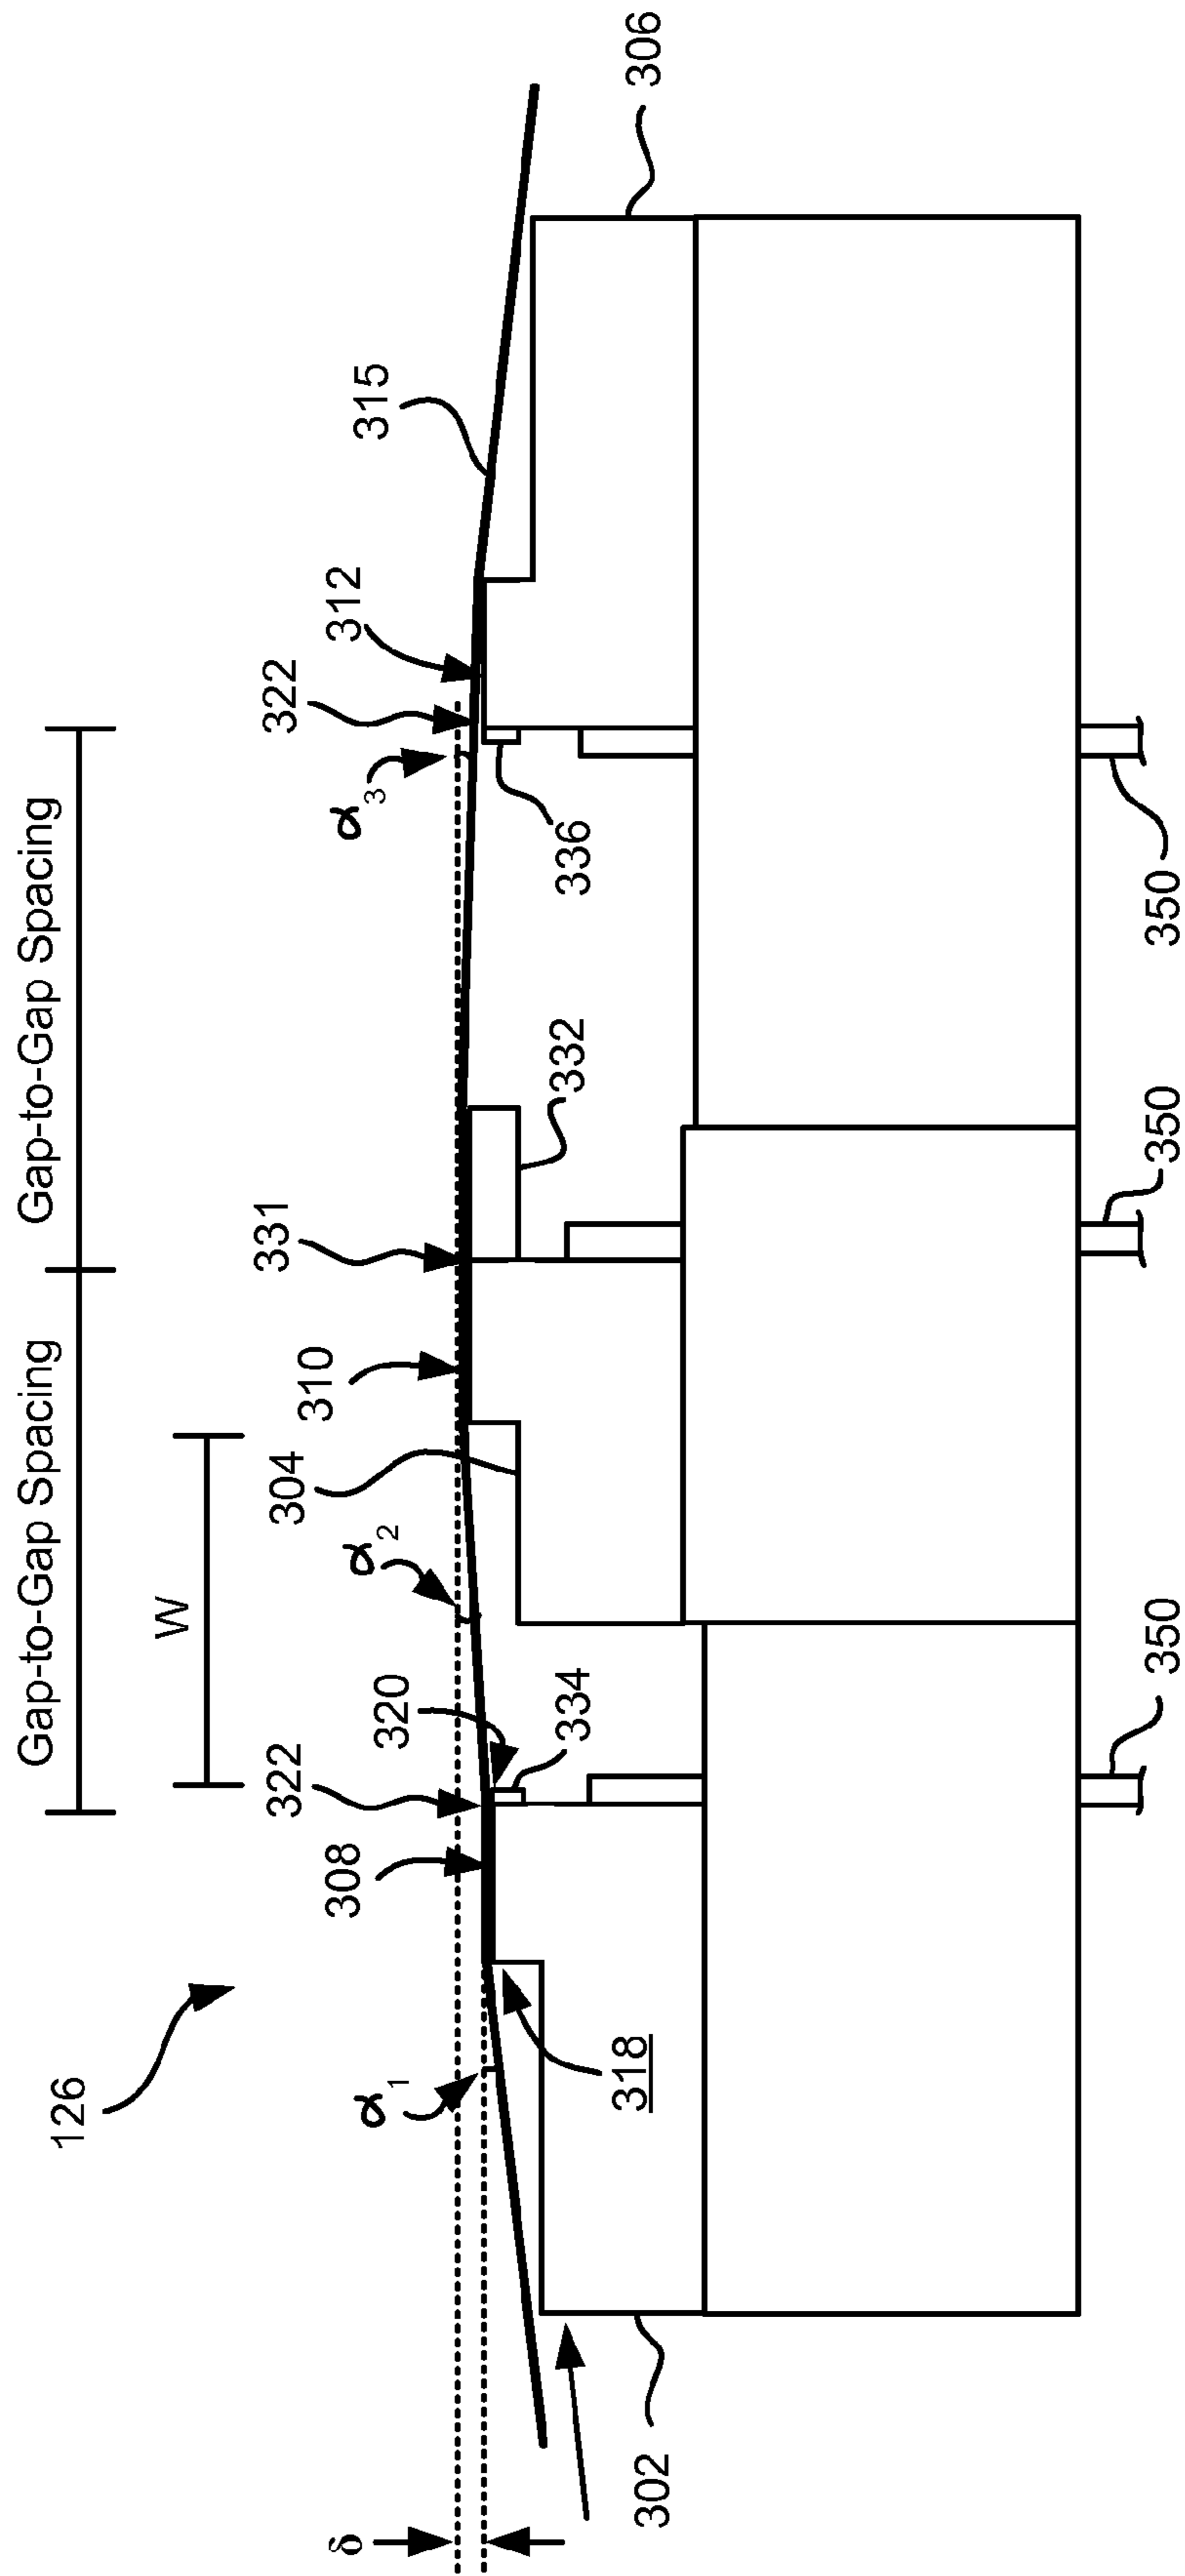 Gap-to-Gap Spacing
Gap-to-Gap Spacing
W
126
322
331
322
312
308
320
304
310
315
α1
α2
α3
δ
334
332
336
306
318
302
350
350
350